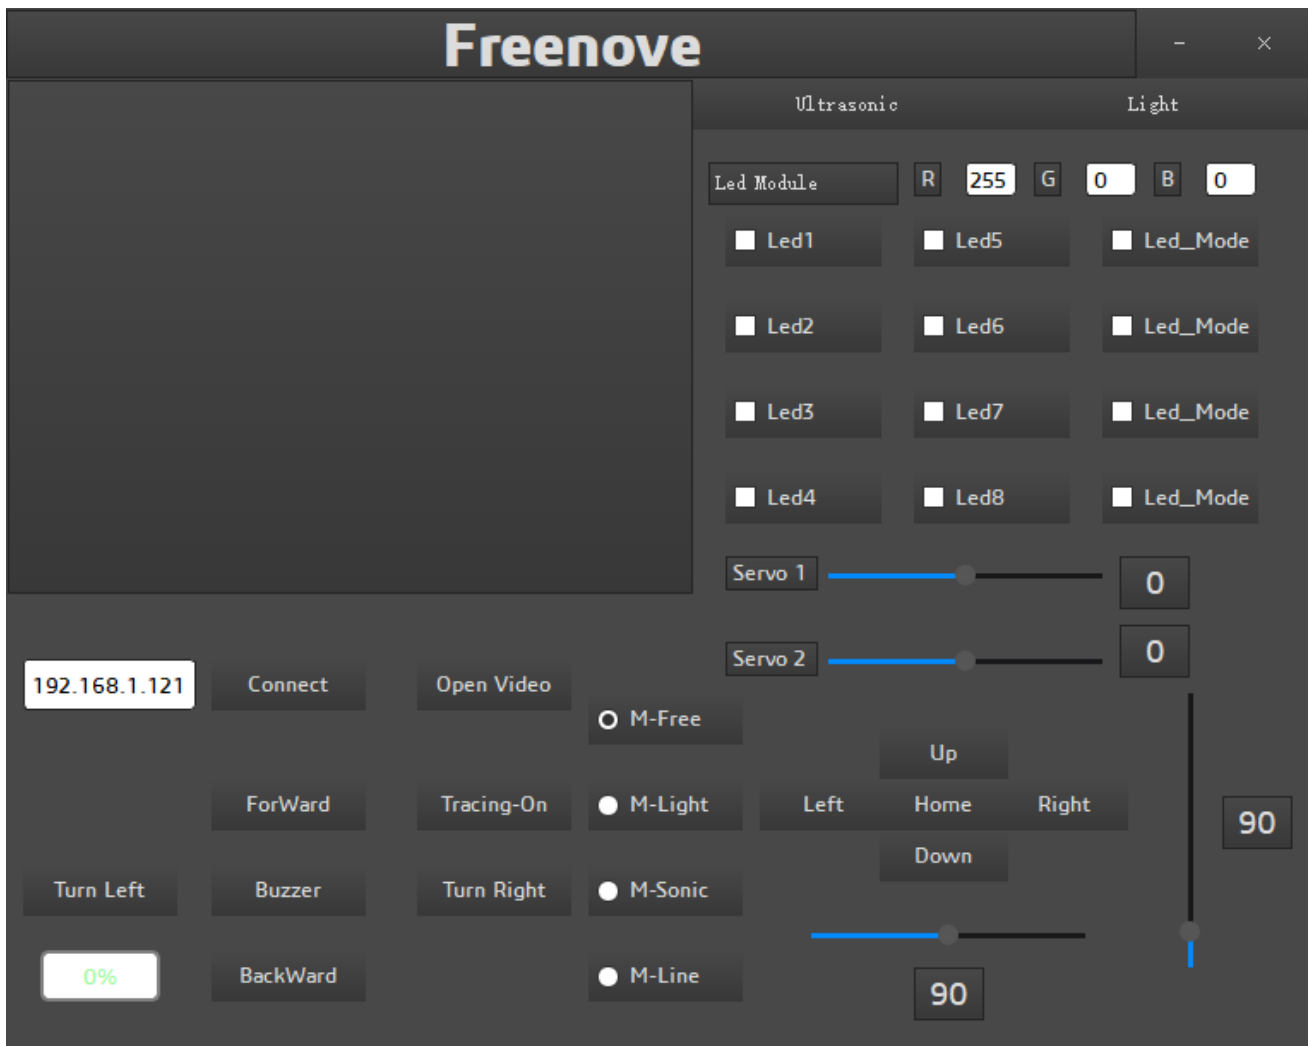 Freenove
Ultrasonic Light
Led Module R 255 G 0 B 0
Led1 Led5 Led_Mode
Led2 Led6 Led_Mode
Led3 Led7 Led_Mode
Led4 Led8 Led_Mode
Servo 1 0
Servo 2 0
192.168.1.121 Connect Open Video
M-Free
Up
ForWard Tracing-On M-Light Left Home Right
90
Down
Turn Left Buzzer Turn Right M-Sonic
0% BackWard M-Line
90